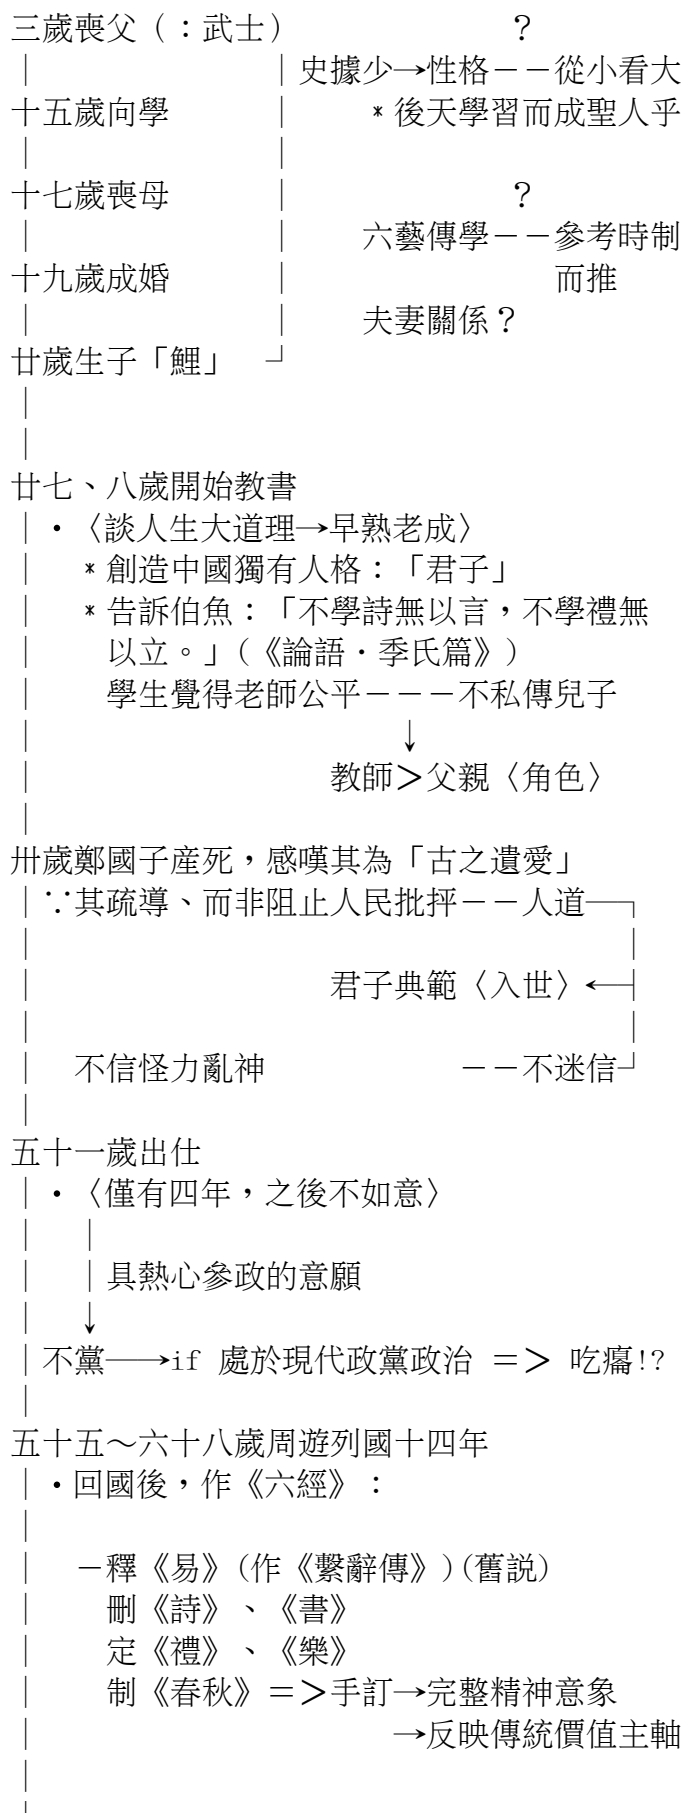 三歲喪父（：武士）　　　　　　　？
｜　　　　　　　｜史據少→性格－－從小看大
十五歲向學　　　｜　　＊後天學習而成聖人乎
｜　　　　　　　｜
十七歲喪母　　　｜　　　　　　　？
｜　　　　　　　｜　　六藝傳學－－參考時制
十九歲成婚　　　｜　　　　　　　　而推
｜　　　　　　　｜　　夫妻關係？
廿歲生子「鯉」　┘
｜
｜
廿七、八歲開始教書
｜‧〈談人生大道理→早熟老成〉
｜　＊創造中國獨有人格：「君子」
｜　＊告訴伯魚：「不學詩無以言，不學禮無
｜　　以立。」(《論語‧季氏篇》)
｜　　學生覺得老師公平－－－不私傳兒子
｜　　　　　　　　　　　↓
｜　　　　　　　　　教師＞父親〈角色〉
｜
卅歲鄭國子產死，感嘆其為「古之遺愛」
｜∵其疏導、而非阻止人民批抨－－人道─┐
｜　　　　　　　　　　　　　　　　　　｜
｜　　　　　　　　　君子典範〈入世〉←┤
｜　　　　　　　　　　　　　　　　　　｜
｜　不信怪力亂神　　　　　　－－不迷信┘
｜
五十一歲出仕
｜‧〈僅有四年，之後不如意〉
｜　｜
｜　｜具熱心參政的意願
｜　↓
｜不黨─→if 處於現代政黨政治 ＝＞ 吃癟!?
｜
五十五～六十八歲周遊列國十四年
｜‧回國後，作《六經》：
｜
｜　－釋《易》(作《繫辭傳》)(舊說)
｜　　刪《詩》、《書》
｜　　定《禮》、《樂》
｜　　制《春秋》＝＞手訂→完整精神意象
｜　　　　　　　　　　　→反映傳統價值主軸
｜
｜